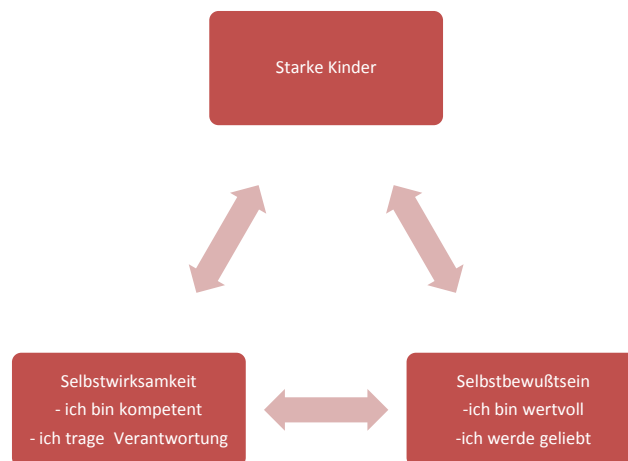 Starke Kinder
Selbstwirksamkeit
- ich bin kompetent
- ich trage Verantwortung
Selbstbewußtsein
-ich bin wertvoll
-ich werde geliebt